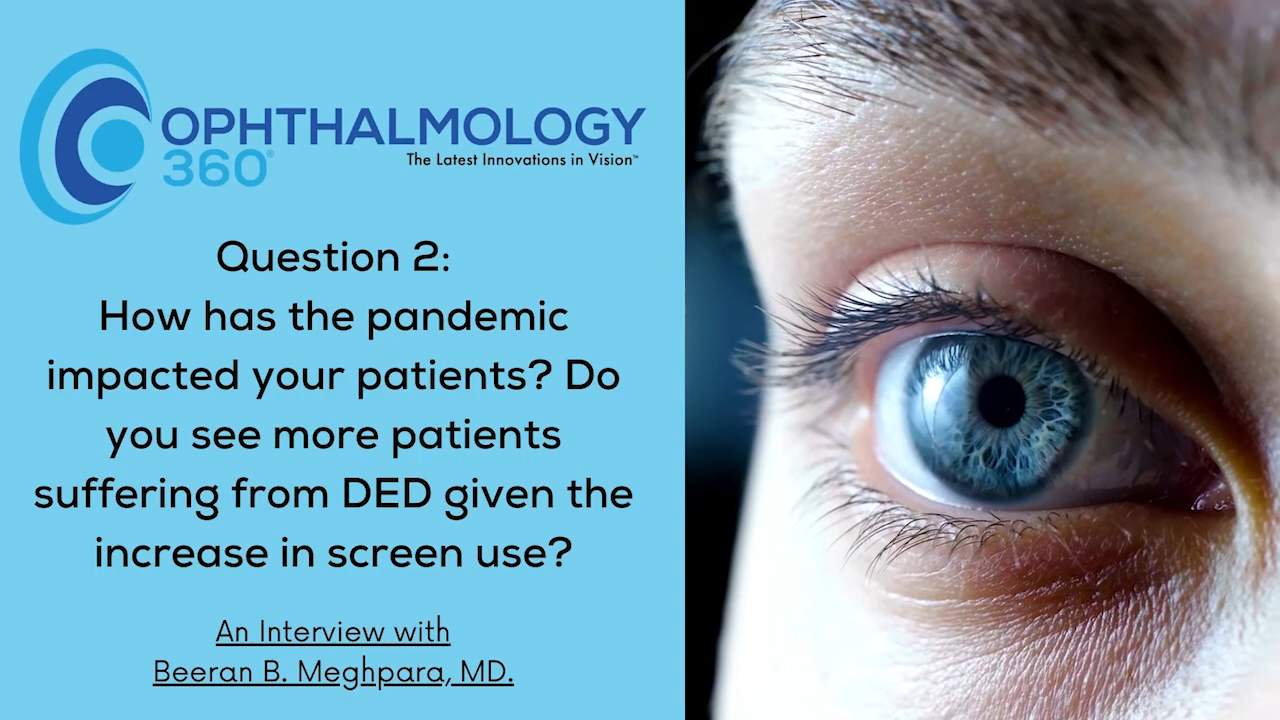 OPHTHALMOLOGY
360®
The Latest Innovations in Vision™
Question 2:
How has the pandemic
impacted your patients? Do
you see more patients
suffering from DED given the
increase in screen use?
An Interview with
Beeran B. Meghpara, MD.